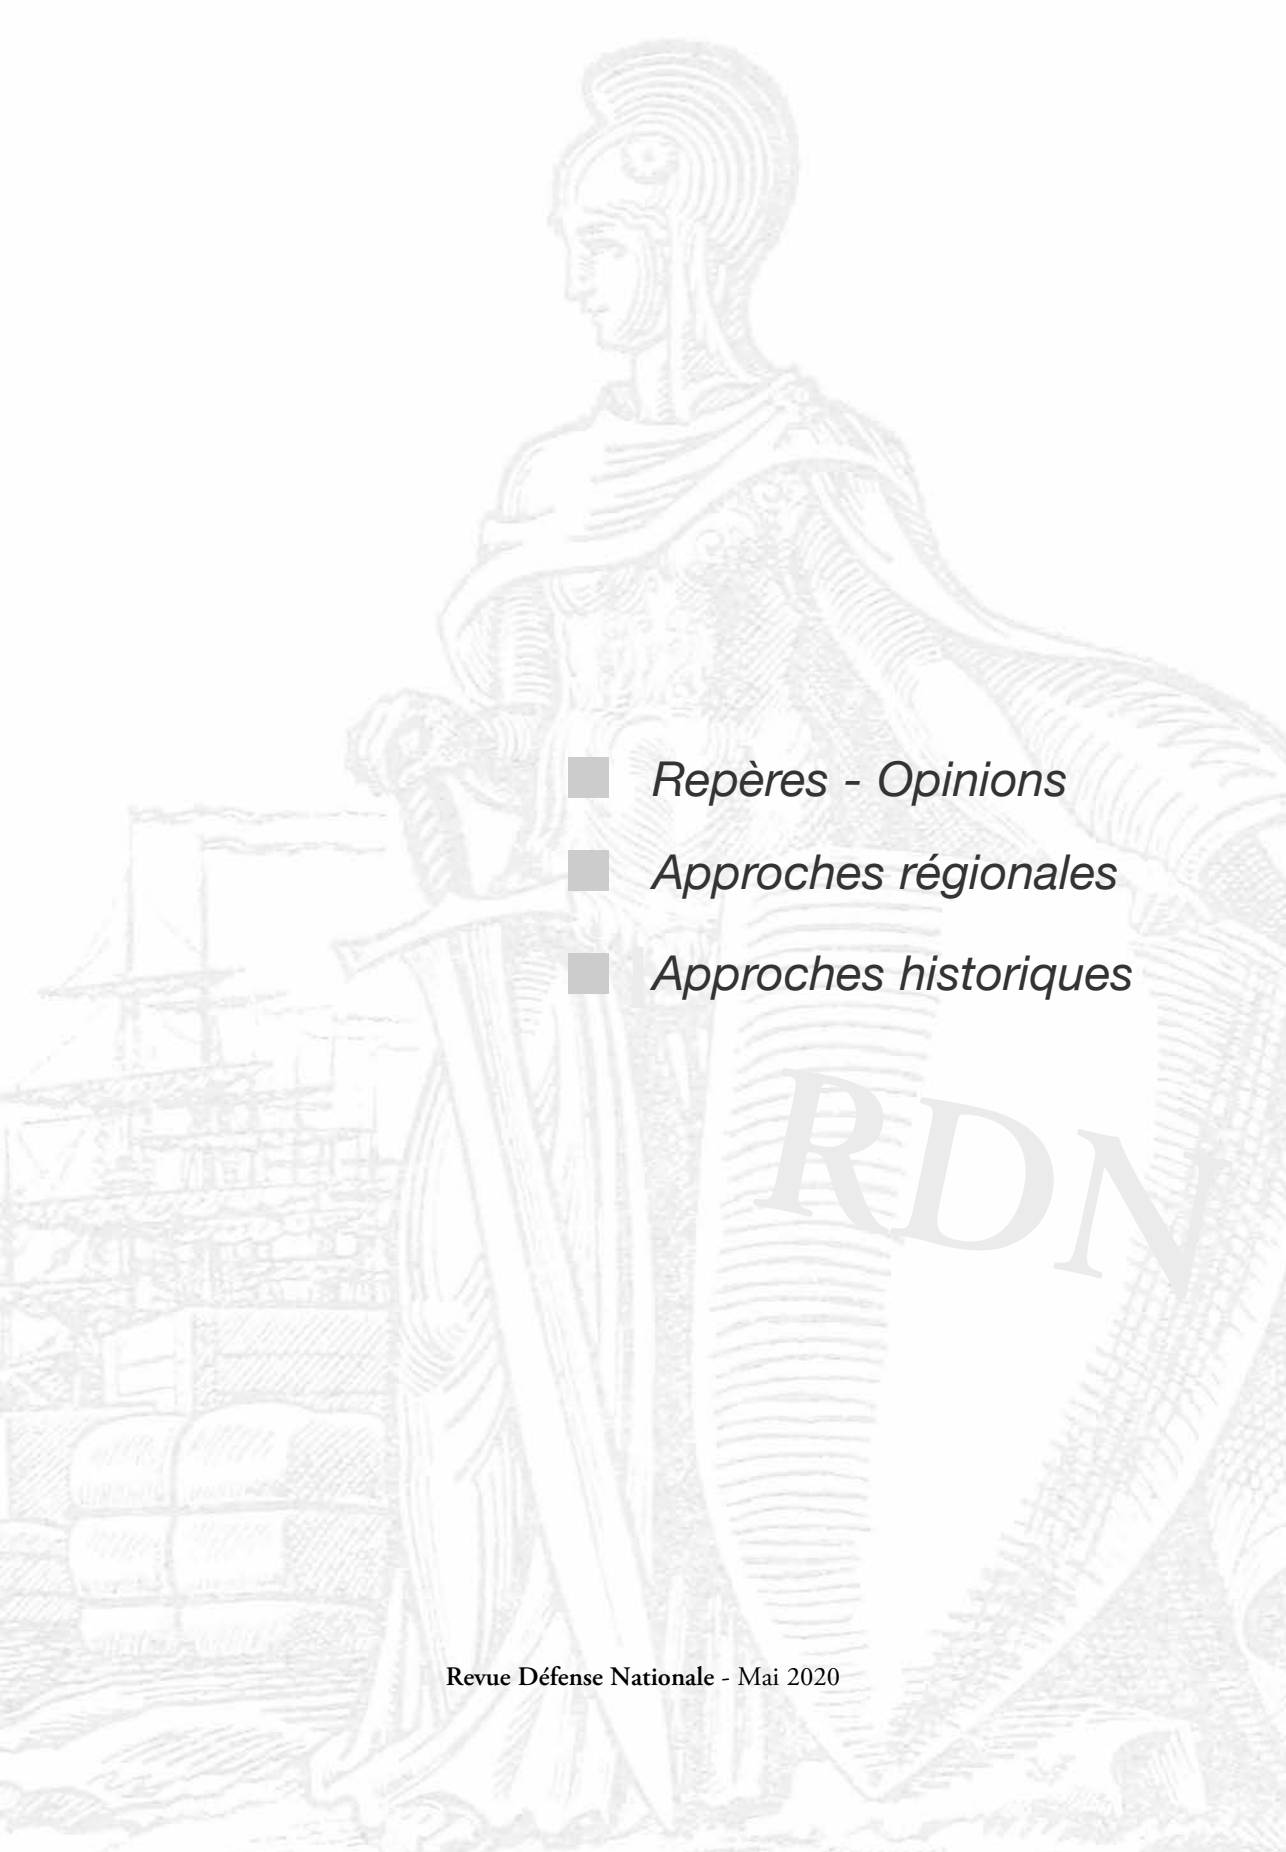 Repères - Opinions
Approches régionales
Approches historiques
RDN
Revue Défense Nationale - Mai 2020